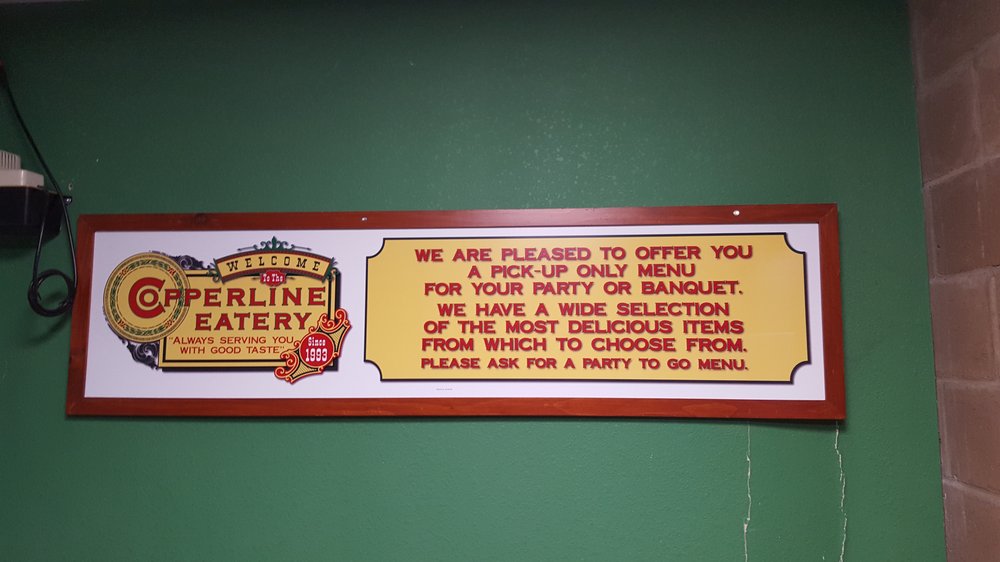 WELCOME
To The
COPPERLINE
EATERY
"ALWAYS SERVING YOU
WITH GOOD TASTE"
Since
1993
WE ARE PLEASED TO OFFER YOU
A PICK-UP ONLY MENU
FOR YOUR PARTY OR BANQUET.
WE HAVE A WIDE SELECTION
OF THE MOST DELICIOUS ITEMS
FROM WHICH TO CHOOSE FROM.
PLEASE ASK FOR A PARTY TO GO MENU.